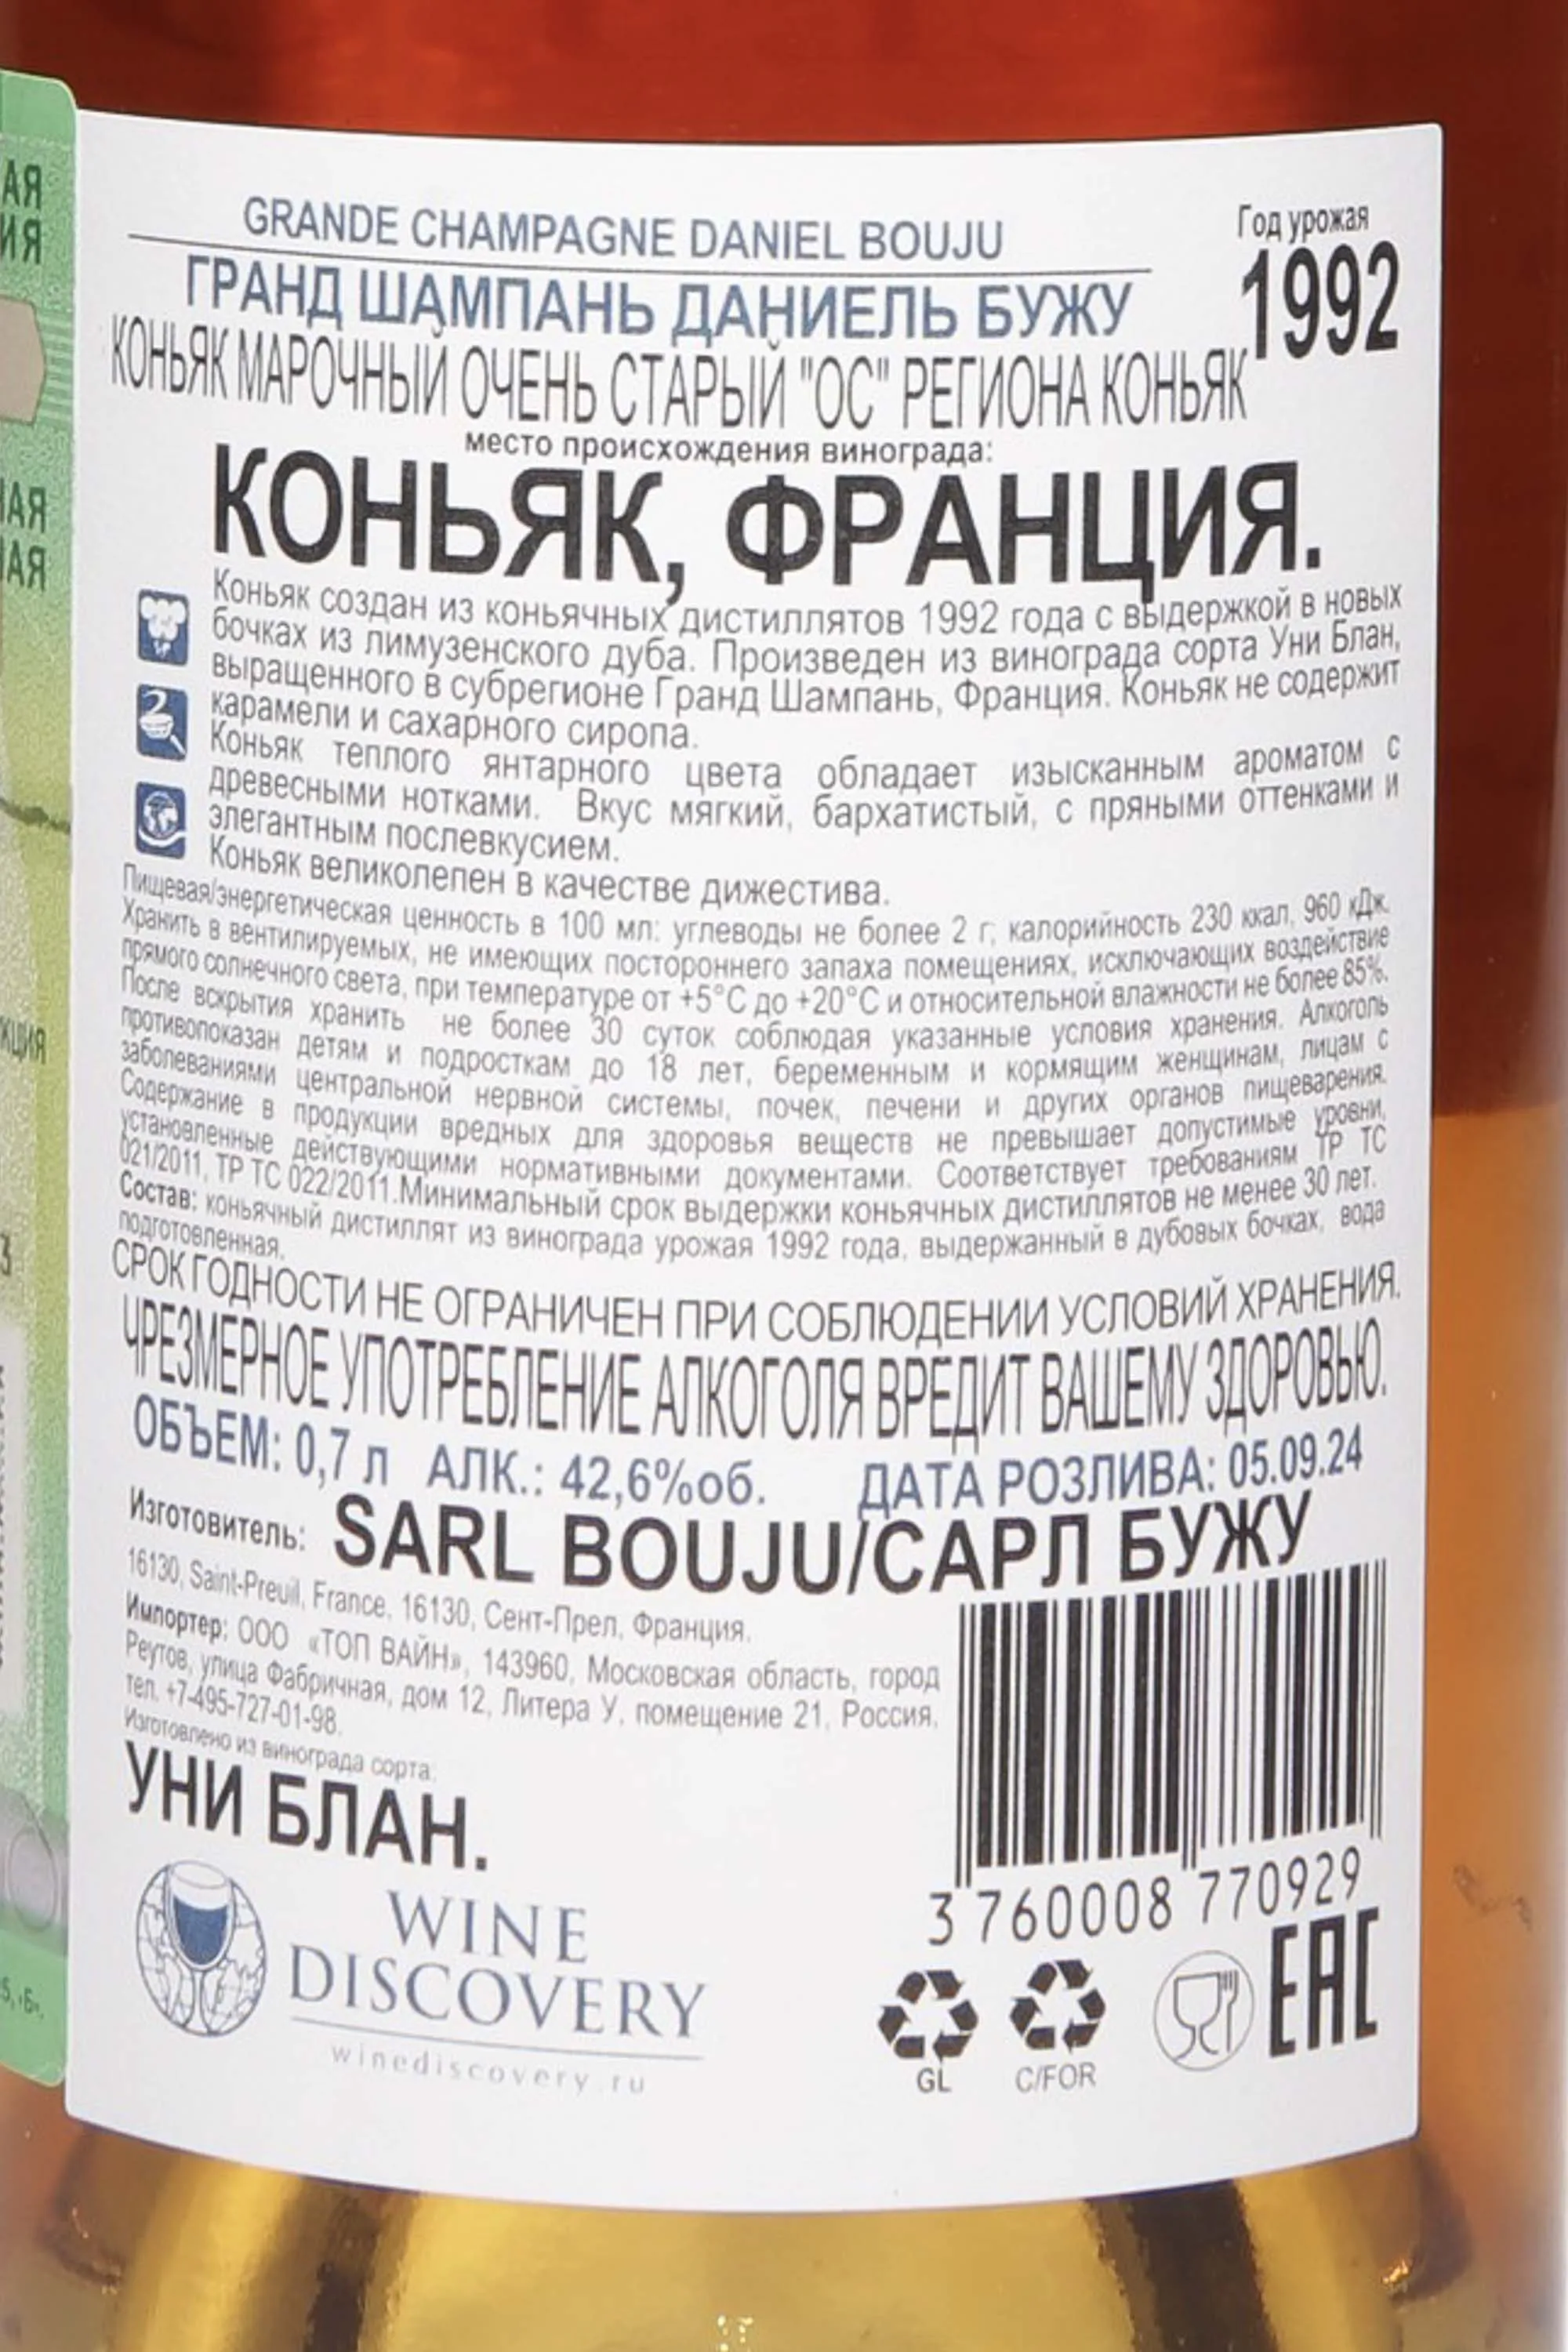 АЯ
ИЯ
АЯ
АЯ
КЦИЯ
GRANDE CHAMPAGNE DANIEL BOUJU
Год урожая
1992
ГРАНД ШАМПАНЬ ДАНИЕЛЬ БУЖУ
КОНЬЯК МАРОЧНЫЙ ОЧЕНЬ СТАРЫЙ "ОС" РЕГИОНА КОНЬЯК
место происхождения винограда:
КОНЬЯК, ФРАНЦИЯ.
Коньяк создан из коньячных дистиллятов 1992 года с выдержкой в новых
бочках из лимузенского дуба. Произведен из винограда сорта Уни Блан,
выращенного в субрегионе Гранд Шампань, Франция. Коньяк не содержит
карамели и сахарного сиропа.
Коньяк теплого янтарного цвета обладает изысканным ароматом с
древесными нотками. Вкус мягкий, бархатистый, с пряными оттенками и
элегантным послевкусием.
Коньяк великолепен в качестве дижестива.
Пищевая/энергетическая ценность в 100 мл: углеводы не более 2 г; калорийность 230 ккал, 960 кДж.
Хранить в вентилируемых, не имеющих постороннего запаха помещениях, исключающих воздействие
прямого солнечного света, при температуре от +5°С до +20°С и относительной влажности не более 85%.
После вскрытия хранить не более 30 суток соблюдая указанные условия хранения. Алкоголь
противопоказан детям и подросткам до 18 лет, беременным и кормящим женщинам, лицам с
заболеваниями центральной нервной системы, почек, печени и других органов пищеварения.
Содержание в продукции вредных для здоровья веществ не превышает допустимые уровни,
установленные действующими нормативными документами. Соответствует требованиям ТР ТС
021/2011, ТР ТС 022/2011.Минимальный срок выдержки коньячных дистиллятов не менее 30 лет.
Состав: коньячный дистиллят из винограда урожая 1992 года, выдержанный в дубовых бочках, вода
подготовленная.
СРОК ГОДНОСТИ НЕ ОГРАНИЧЕН ПРИ СОБЛЮДЕНИИ УСЛОВИЙ ХРАНЕНИЯ.
ЧРЕЗМЕРНОЕ УПОТРЕБЛЕНИЕ АЛКОГОЛЯ ВРЕДИТ ВАШЕМУ ЗДОРОВЬЮ.
ОБЪЕМ: 0,7 л АЛК.: 42,6%об. ДАТА РОЗЛИВА: 05.09.24
Изготовитель: SARL BOUJU/САРЛ БУЖУ
16130, Saint-Preuil, France. 16130, Сент-Прел, Франция.
Импортер: ООО «ТОП ВАЙН», 143960, Московская область, город
Реутов, улица Фабричная, дом 12, Литера У, помещение 21, Россия,
тел. +7-495-727-01-98.
Изготовлено из винограда сорта:
УНИ БЛАН.
3 760008 770929
WINE
DISCOVERY
winediscovery.ru
GL
C/FOR
EAC